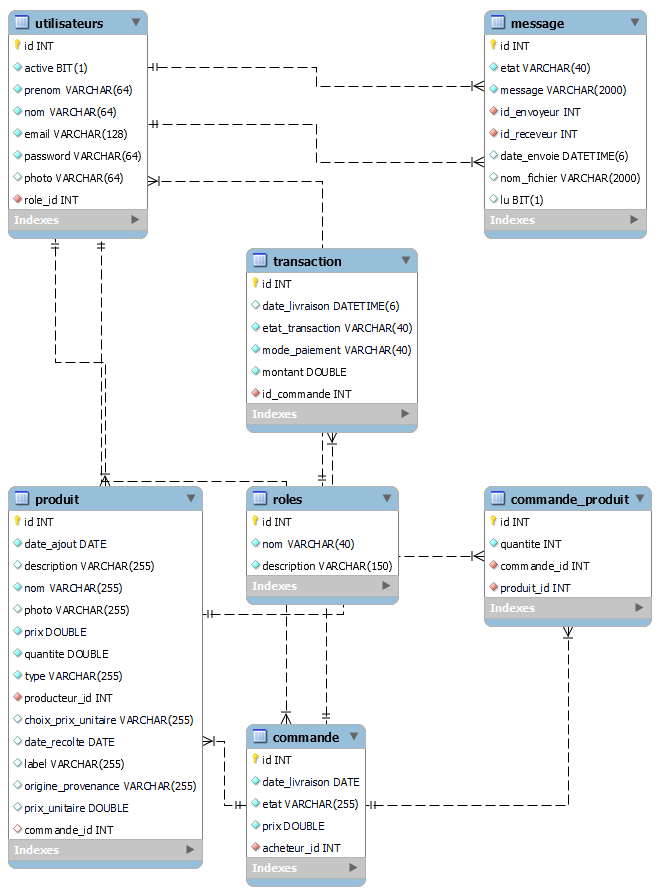 utilisateurs
id INT
active BIT(1)
prenom VARCHAR(64)
nom VARCHAR(64)
email VARCHAR(128)
password VARCHAR(64)
photo VARCHAR(64)
role_id INT
Indexes
message
id INT
etat VARCHAR(40)
message VARCHAR(2000)
id_envoyeur INT
id_receveur INT
date_envoie DATETIME(6)
nom_fichier VARCHAR(2000)
lu BIT(1)
Indexes
transaction
id INT
date_livraison DATETIME(6)
etat_transaction VARCHAR(40)
mode_paiement VARCHAR(40)
montant DOUBLE
id_commande INT
Indexes
produit
id INT
date_ajout DATE
description VARCHAR(255)
nom VARCHAR(255)
photo VARCHAR(255)
prix DOUBLE
quantite DOUBLE
type VARCHAR(255)
producteur_id INT
choix_prix_unitaire VARCHAR(255)
date_recolte DATE
label VARCHAR(255)
origine_provenance VARCHAR(255)
prix_unitaire DOUBLE
commande_id INT
Indexes
roles
id INT
nom VARCHAR(40)
description VARCHAR(150)
Indexes
commande_produit
id INT
quantite INT
commande_id INT
produit_id INT
Indexes
commande
id INT
date_livraison DATE
etat VARCHAR(255)
prix DOUBLE
acheteur_id INT
Indexes